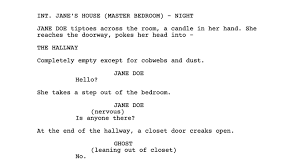 INT. JANE'S HOUSE (MASTER BEDROOM) – NIGHT
JANE DOE tiptoes across the room, a candle in her hand. She
reaches the doorway, pokes her head into –
THE HALLWAY
Completely empty except for cobwebs and dust.
JANE DOE
Hello?
She takes a step out of the bedroom.
JANE DOE
(nervous)
Is anyone there?
At the end of the hallway, a closet door creaks open.
GHOST
(leaning out of closet)
No.